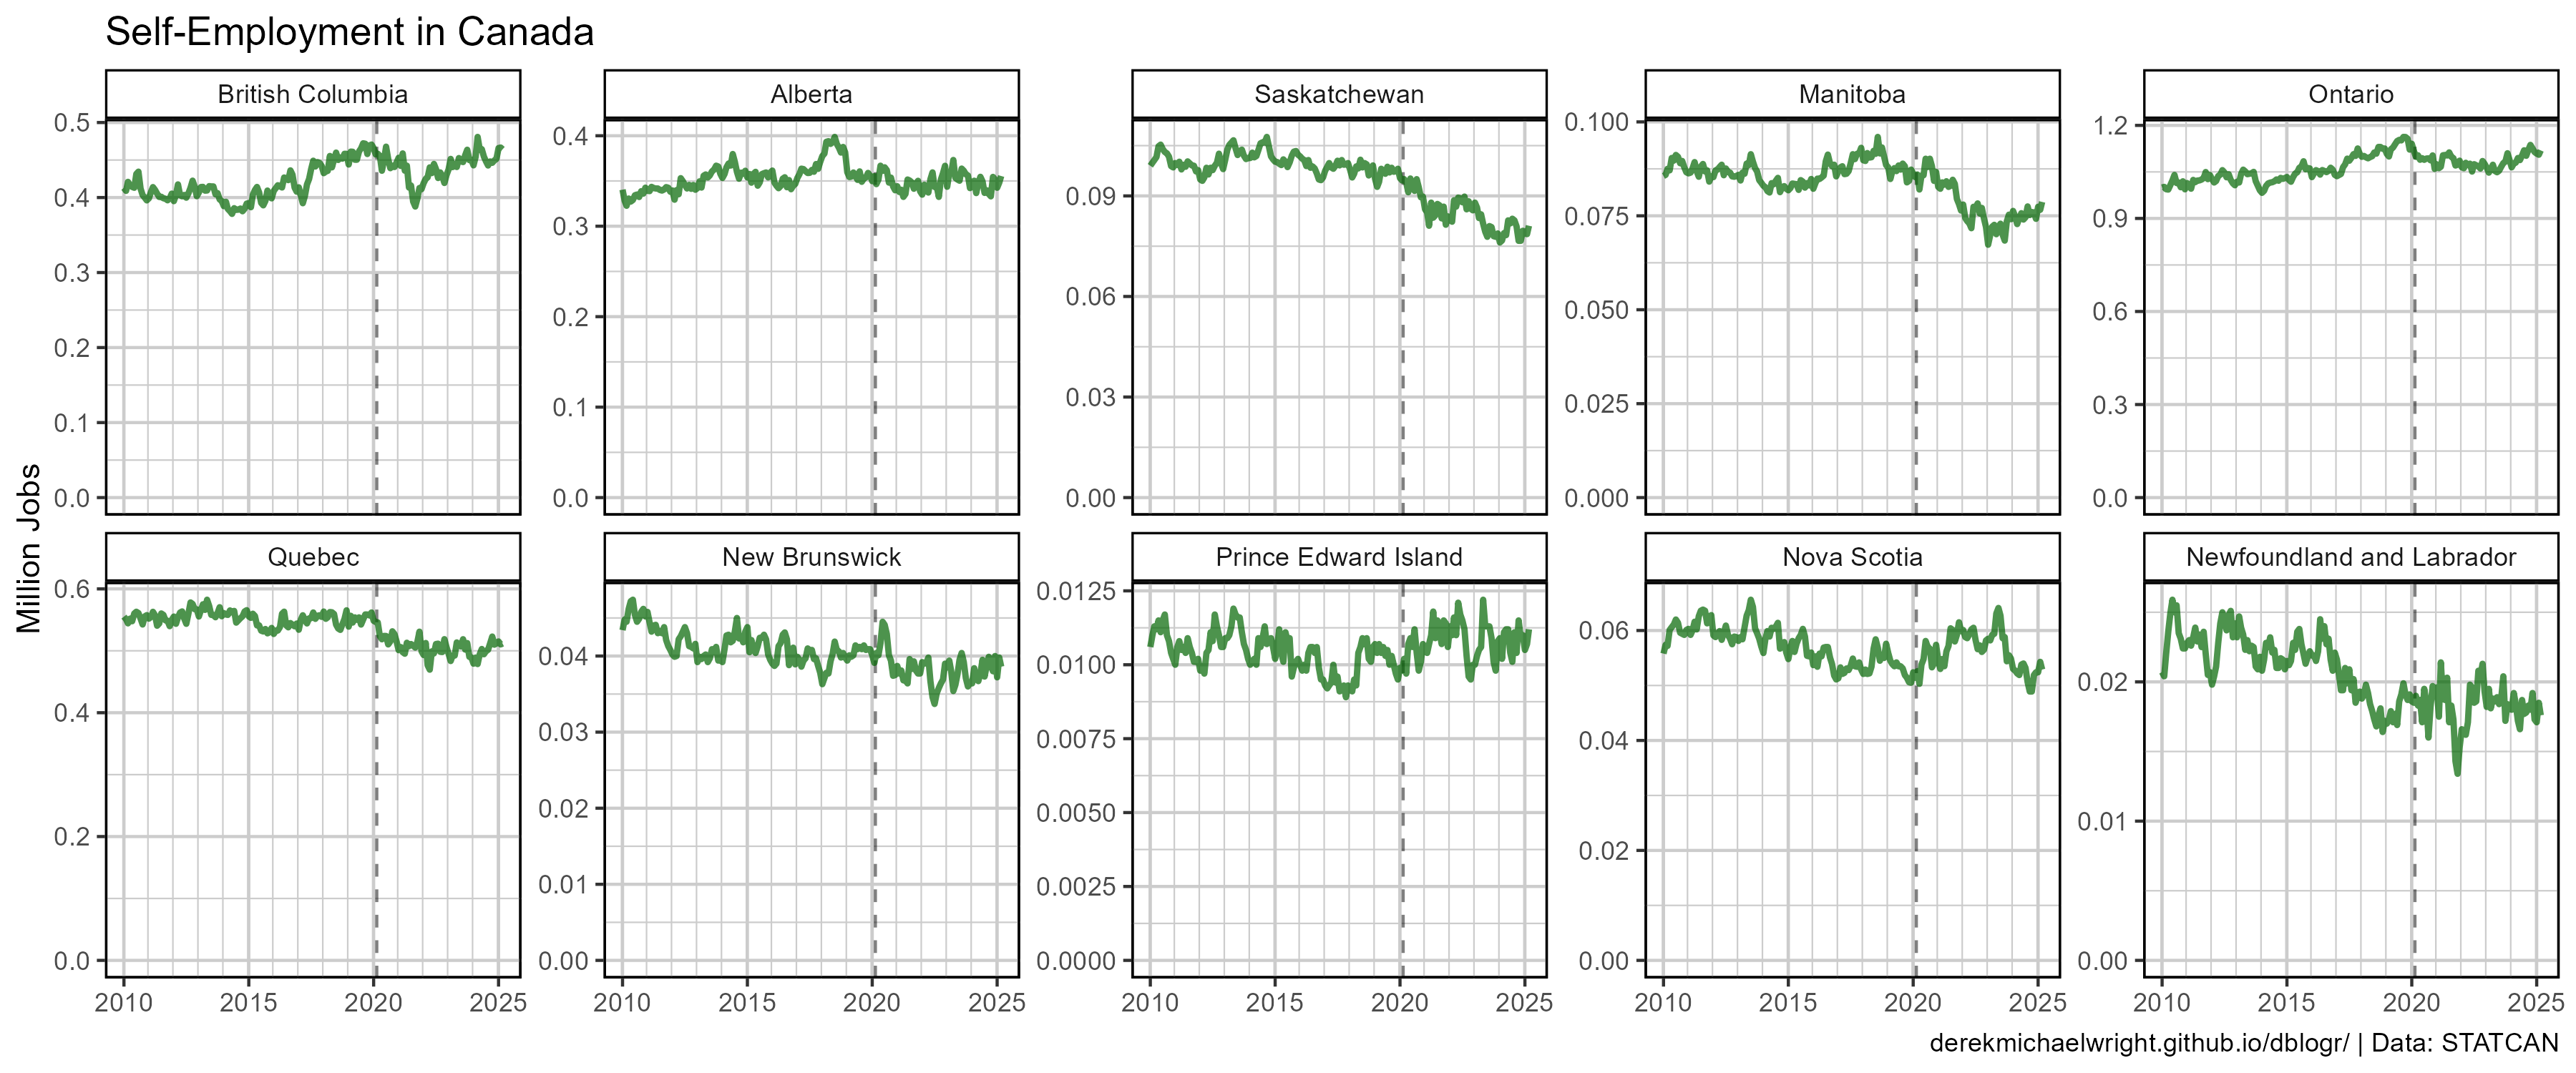 Self-Employment in Canada
British Columbia
Alberta
Saskatchewan
Manitoba
Ontario
0.5
0.4
0.3
0.2
0.1
0.0
0.4
0.3
0.2
0.1
0.0
0.09
0.06
0.03
0.00
0.100
0.075
0.050
0.025
0.000
1.2
0.9
0.6
0.3
0.0
Million Jobs
Quebec
New Brunswick
Prince Edward Island
Nova Scotia
Newfoundland and Labrador
0.6
0.4
0.2
0.0
0.04
0.03
0.02
0.01
0.00
0.0125
0.0100
0.0075
0.0050
0.0025
0.0000
0.06
0.04
0.02
0.00
0.02
0.01
0.00
2010 2015 2020 2025
2010 2015 2020 2025
2010 2015 2020 2025
2010 2015 2020 2025
2010 2015 2020 2025
derekmichaelwright.github.io/dblogr/ | Data: STATCAN